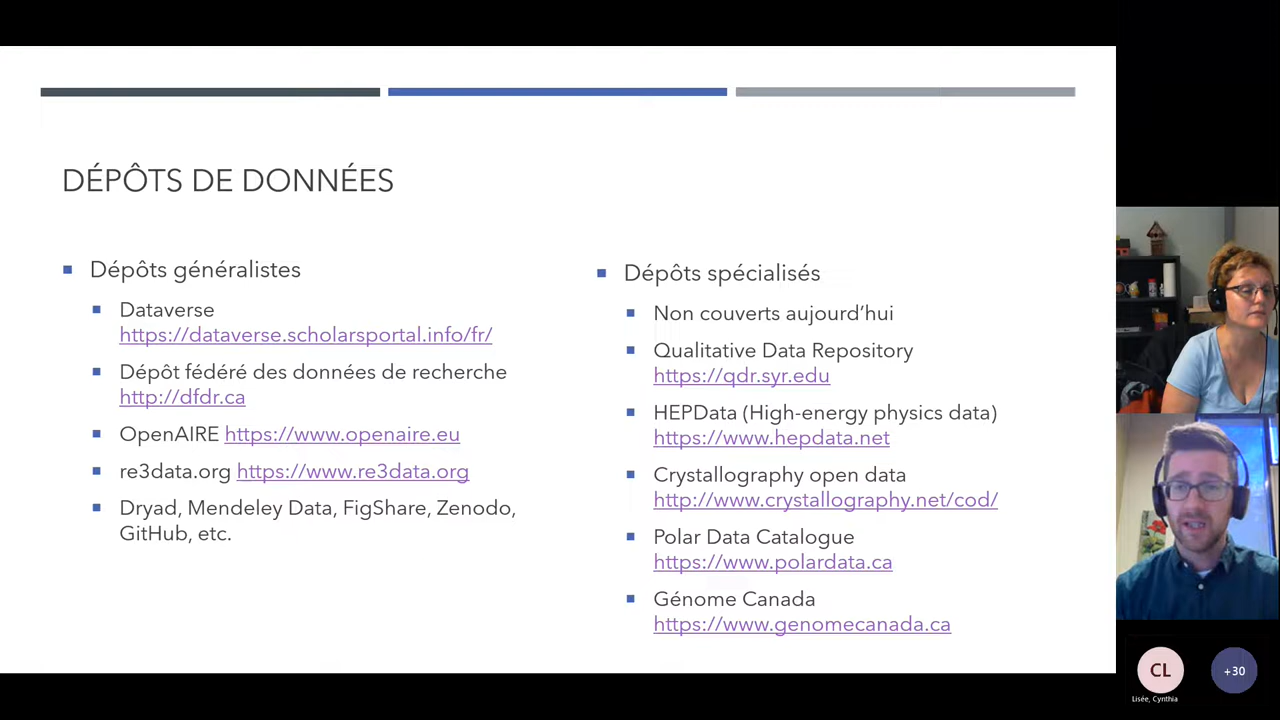 DÉPÔTS DE DONNÉES
Dépôts généralistes
Dataverse
https://dataverse.scholarsportal.info/fr/
Dépôt fédéré des données de recherche
http://dfdr.ca
OpenAIRE https://www.openaire.eu
re3data.org https://www.re3data.org
Dryad, Mendeley Data, FigShare, Zenodo,
GitHub, etc.
Dépôts spécialisés
Non couverts aujourd’hui
Qualitative Data Repository
https://qdr.syr.edu
HEPData (High-energy physics data)
https://www.hepdata.net
Crystallography open data
http://www.crystallography.net/cod/
Polar Data Catalogue
https://www.polardata.ca
Génome Canada
https://www.genomecanada.ca
CL
+30
Lisée, Cynthia